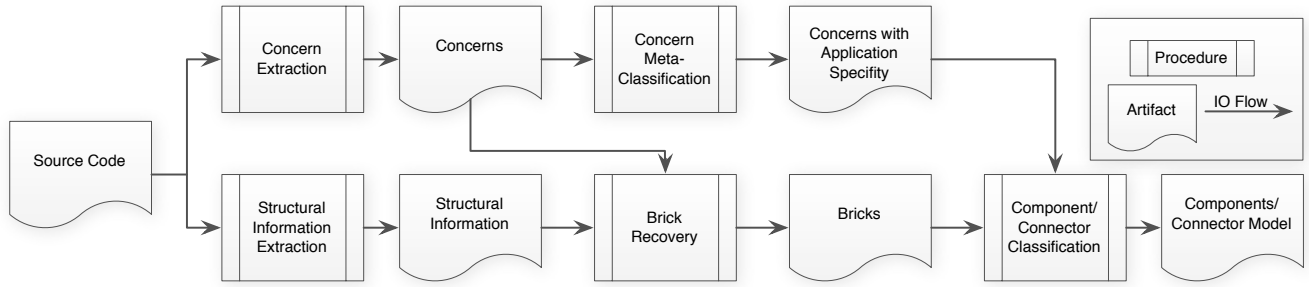 Concern
Extraction
Concerns
Concern
Meta-
Classification
Concerns with
Application
Specifity
Procedure
Artifact
IO Flow
Source Code
Structural
Information
Extraction
Structural
Information
Brick
Recovery
Bricks
Component/
Connector
Classification
Components/
Connector Model